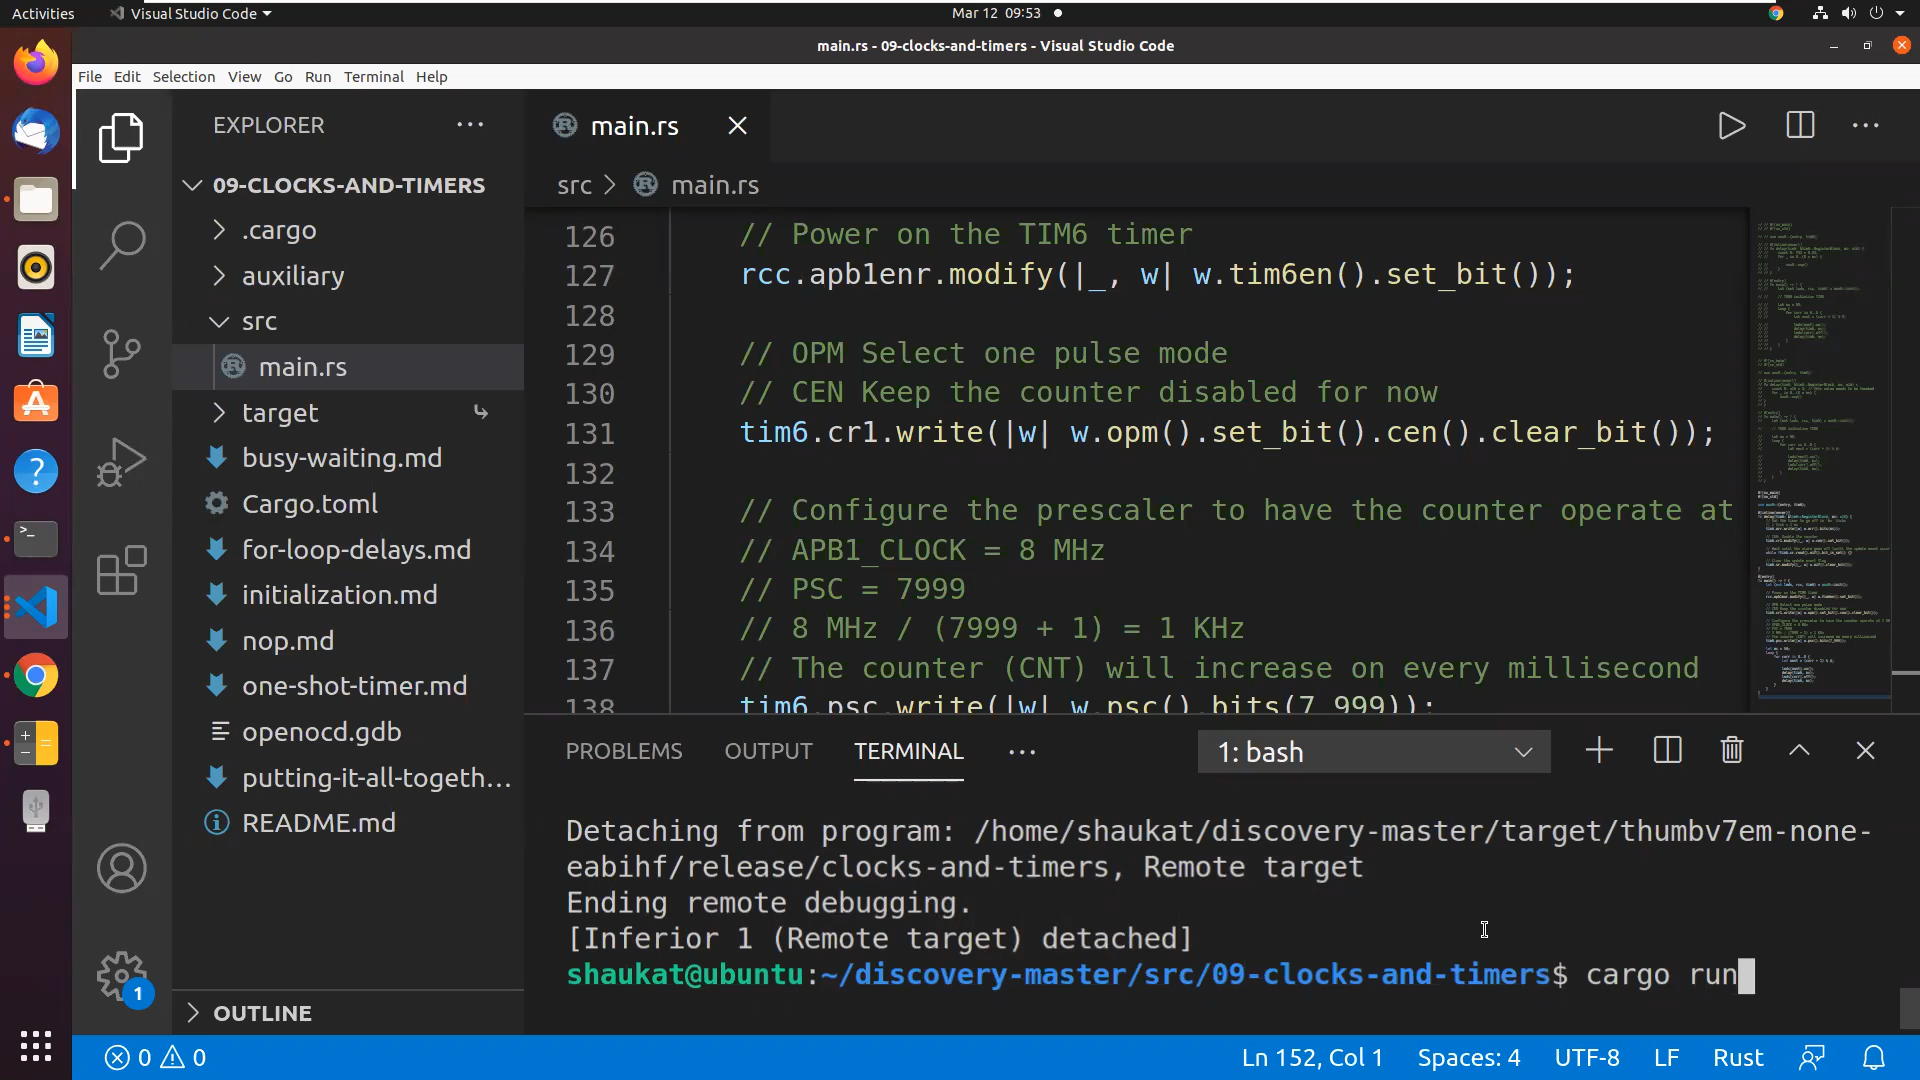 Activities
Visual Studio Code
Mar 12 09:53
main.rs - 09-clocks-and-timers - Visual Studio Code
File Edit Selection View Go Run Terminal Help
EXPLORER
main.rs
09-CLOCKS-AND-TIMERS
src > main.rs
.cargo
auxiliary
src
main.rs
target
busy-waiting.md
Cargo.toml
for-loop-delays.md
initialization.md
nop.md
one-shot-timer.md
openocd.gdb
putting-it-all-togeth...
README.md
OUTLINE
126 // Power on the TIM6 timer
127 rcc.apb1enr.modify(|_, w| w.tim6en().set_bit());
128
129 // OPM Select one pulse mode
130 // CEN Keep the counter disabled for now
131 tim6.cr1.write(|w| w.opm().set_bit().cen().clear_bit());
132
133 // Configure the prescaler to have the counter operate at
134 // APB1_CLOCK = 8 MHz
135 // PSC = 7999
136 // 8 MHz / (7999 + 1) = 1 KHz
137 // The counter (CNT) will increase on every millisecond
138 tim6.psc.write(|w| w.psc().bits(7_999));
PROBLEMS OUTPUT TERMINAL ··· 1: bash
Detaching from program: /home/shaukat/discovery-master/target/thumbv7em-none-
eabihf/release/clocks-and-timers, Remote target
Ending remote debugging.
[Inferior 1 (Remote target) detached]
shaukat@ubuntu:~/discovery-master/src/09-clocks-and-timers$ cargo run
1
0 0
Ln 152, Col 1 Spaces: 4 UTF-8 LF Rust